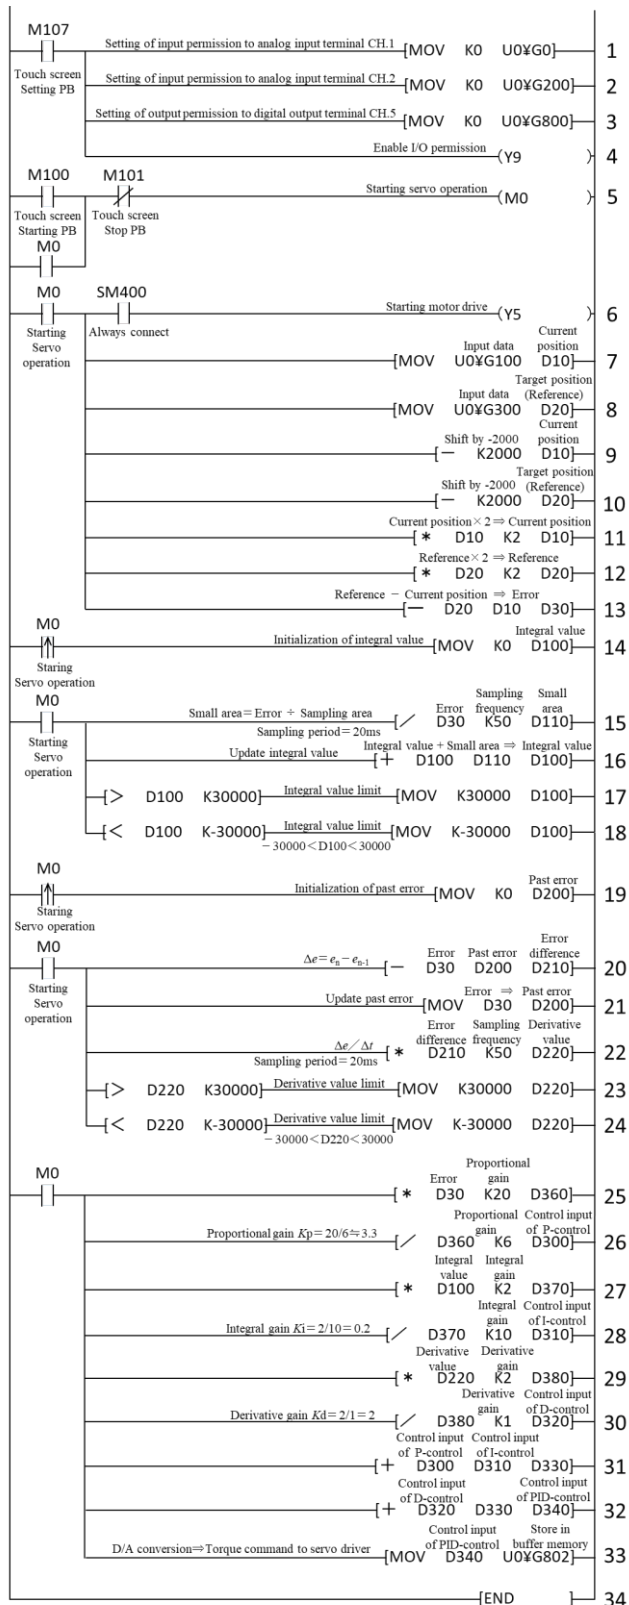 M107
Touch screen
Setting PB
Setting of input permission to analog input terminal CH.1 [MOV K0 U0¥G0] 1
Setting of input permission to analog input terminal CH.2 [MOV K0 U0¥G200] 2
Setting of output permission to digital output terminal CH.5 [MOV K0 U0¥G800] 3
Enable I/O permission (Y9 ) 4
M100 M101
Starting servo operation (M0 ) 5
Touch screen Touch screen
Starting PB Stop PB
M0
M0 SM400
Starting motor drive (Y5 ) 6
Starting Always connect
Servo
operation
Input data Current position
[MOV U0¥G100 D10] 7
Input data Target position (Reference)
[MOV U0¥G300 D20] 8
Shift by -2000 Current position
[− K2000 D10] 9
Shift by -2000 Target position (Reference)
[− K2000 D20] 10
Current position×2⇒Current position
[* D10 K2 D10] 11
Reference×2⇒Reference
[* D20 K2 D20] 12
Reference − Current position ⇒ Error
[− D20 D10 D30] 13
M0
Integral value
Initialization of integral value [MOV K0 D100] 14
Staring
Servo operation
M0
Starting
Servo
operation
Error Sampling frequency Small area
Small area=Error ÷ Sampling area [/ D30 K50 D110] 15
Sampling period=20ms
Integral value + Small area ⇒ Integral value
Update integral value [+ D100 D110 D100] 16
[> D100 K30000] Integral value limit [MOV K30000 D100] 17
[< D100 K-30000] Integral value limit [MOV K-30000 D100] 18
−30000<D100<30000
M0
Past error
Initialization of past error [MOV K0 D200] 19
Staring
Servo operation
M0
Starting
Servo
operation
Error Past error Error difference
Δe=en−en-1 [− D30 D200 D210] 20
Error ⇒ Past error
Update past error [MOV D30 D200] 21
Error difference Sampling frequency Derivative value
Δe/Δt [* D210 K50 D220] 22
Sampling period=20ms
[> D220 K30000] Derivative value limit [MOV K30000 D220] 23
[< D220 K-30000] Derivative value limit [MOV K-30000 D220] 24
−30000<D220<30000
M0
Error Proportional gain
[* D30 K20 D360] 25
Proportional gain Control input of P-control
Proportional gain Kp=20/6≒3.3 [/ D360 K6 D300] 26
Integral value Integral gain
[* D100 K2 D370] 27
Integral gain Control input of I-control
Integral gain Ki=2/10=0.2 [/ D370 K10 D310] 28
Derivative value Derivative gain
[* D220 K2 D380] 29
Derivative gain Control input of D-control
Derivative gain Kd=2/1=2 [/ D380 K1 D320] 30
Control input of P-control Control input of I-control
[+ D300 D310 D330] 31
Control input of D-control Control input of PID-control
[+ D320 D330 D340] 32
Control input of PID-control Store in buffer memory
D/A conversion⇒Torque command to servo driver [MOV D340 U0¥G802] 33
[END ] 34